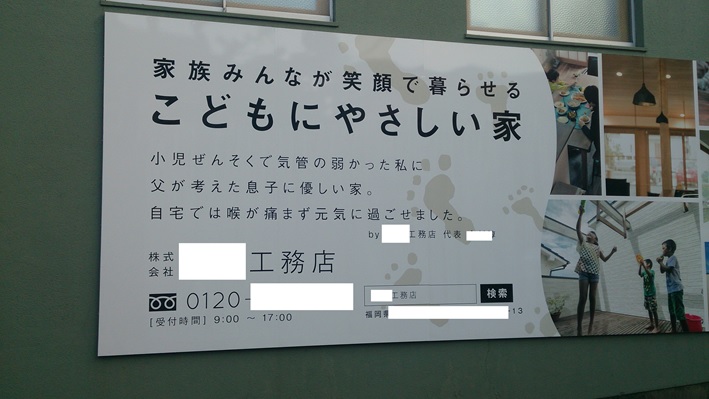 家族みんなが笑顔で暮らせる
こどもにやさしい家
小児ぜんそくで気管の弱かった私に
父が考えた息子に優しい家。
自宅では喉が痛まず元気に過ごせました。
by 工務店 代表
株式会社 工務店
0120-
[受付時間] 9:00 ～ 17:00
工務店 検索
福岡県 -13